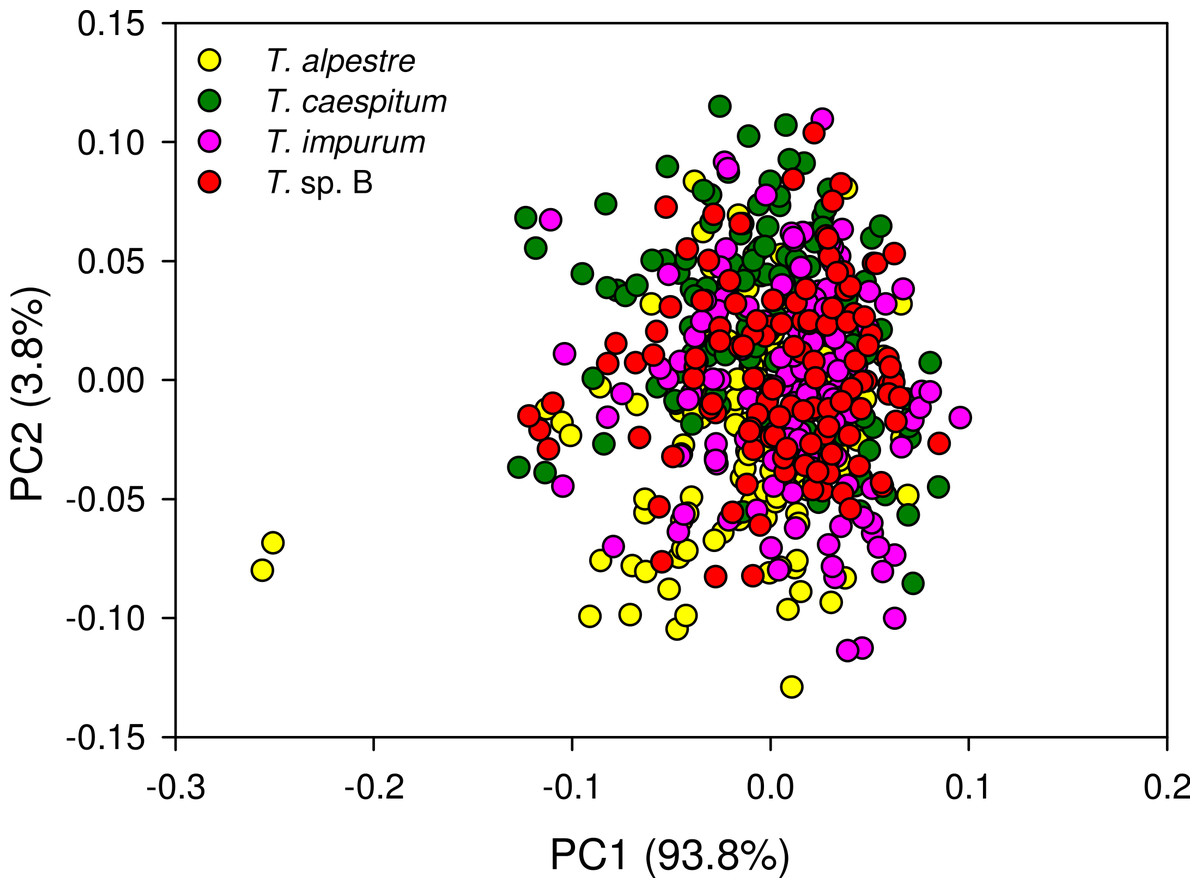 0.15
0.10
0.05
0.00
-0.05
-0.10
-0.15
PC2 (3.8%)
T. alpestre
T. caespitum
T. impurum
T. sp. B
-0.3
-0.2
-0.1
0.0
0.1
0.2
PC1 (93.8%)